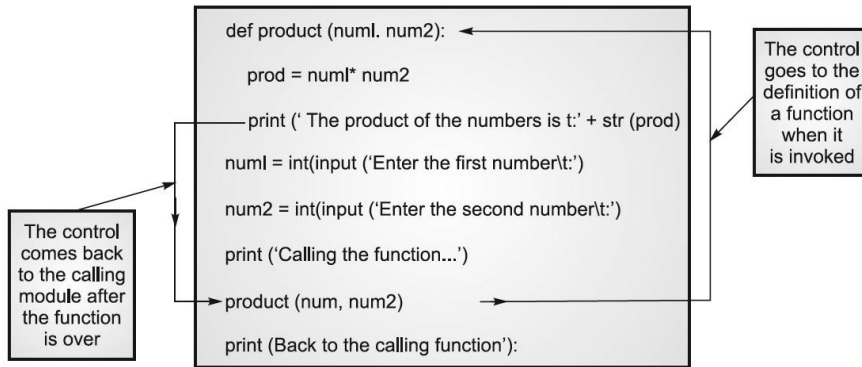 def product (numl. num2):
prod = numl* num2
print (‘ The product of the numbers is t:’ + str (prod)
numl = int(input (‘Enter the first number\t:’)
num2 = int(input (‘Enter the second number\t:’)
print (‘Calling the function...’)
product (num, num2)
print (Back to the calling function’):
The control
goes to the
definition of
a function
when it
is invoked
The control
comes back
to the calling
module after
the function
is over